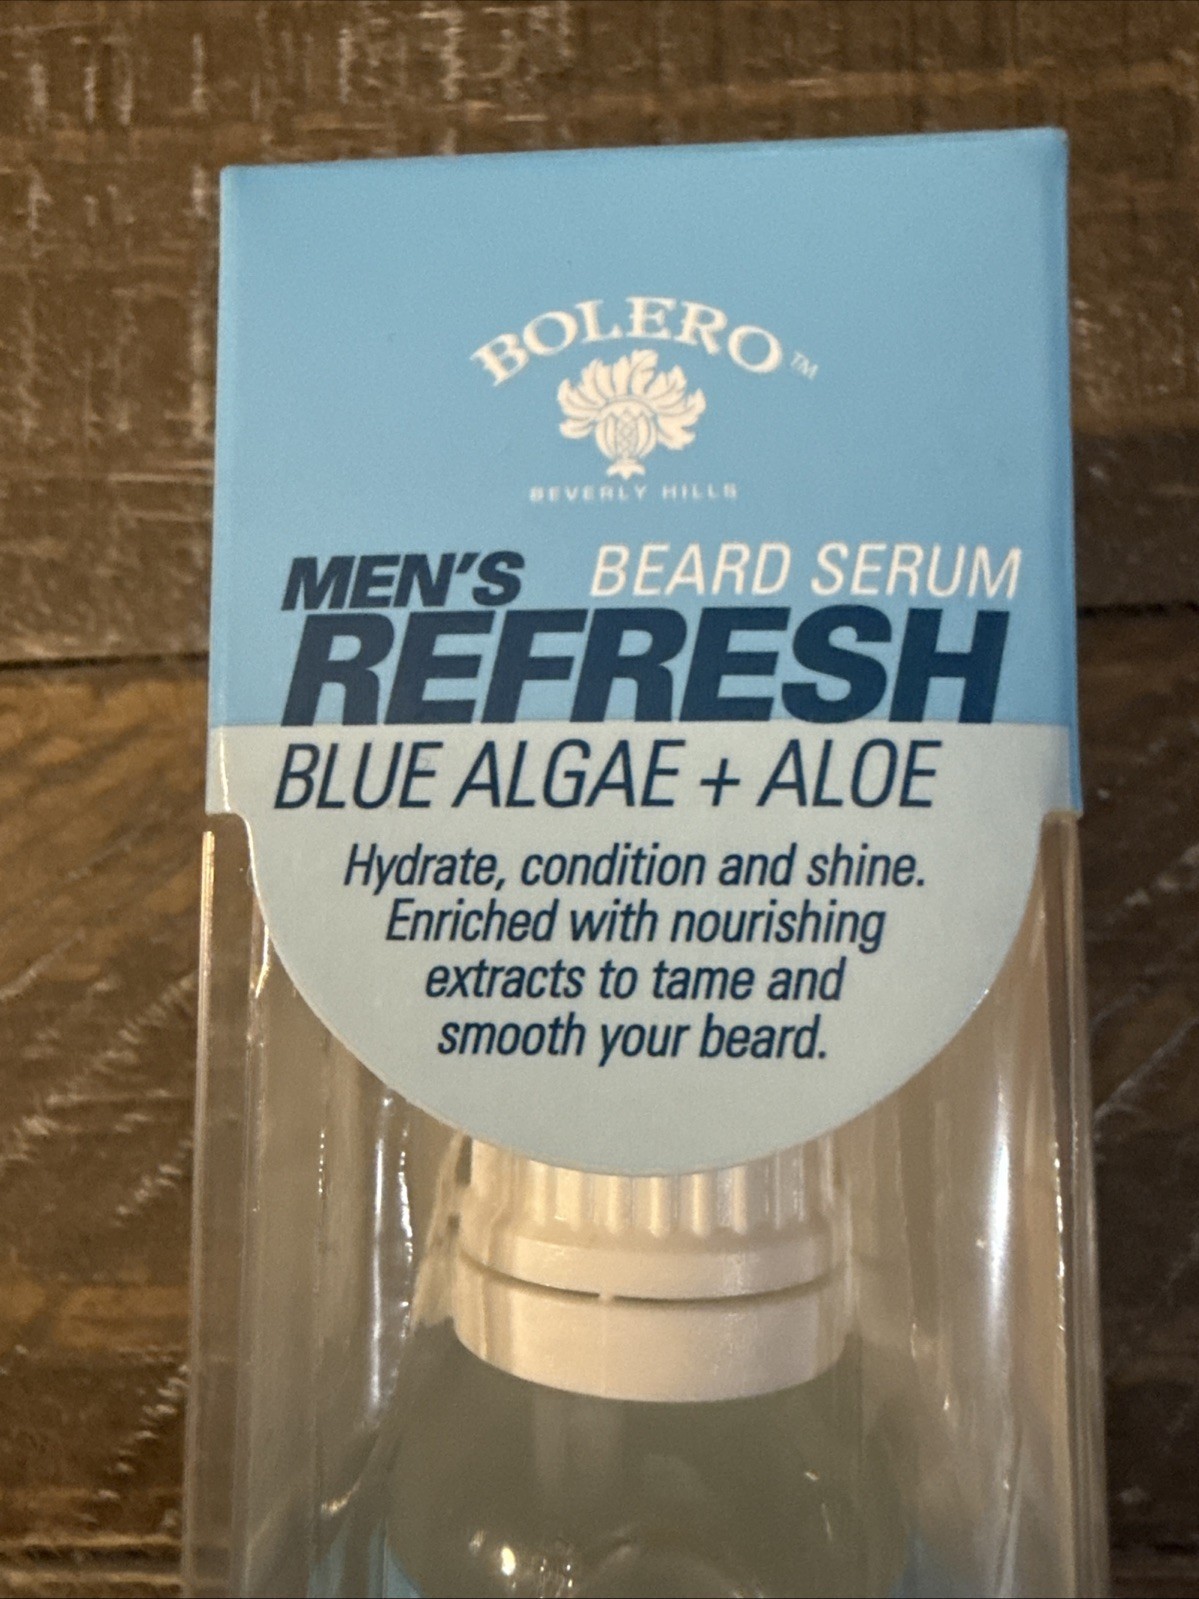 BOLERO™
BEVERLY HILLS
MEN'S BEARD SERUM
REFRESH
BLUE ALGAE + ALOE
Hydrate, condition and shine.
Enriched with nourishing
extracts to tame and
smooth your beard.